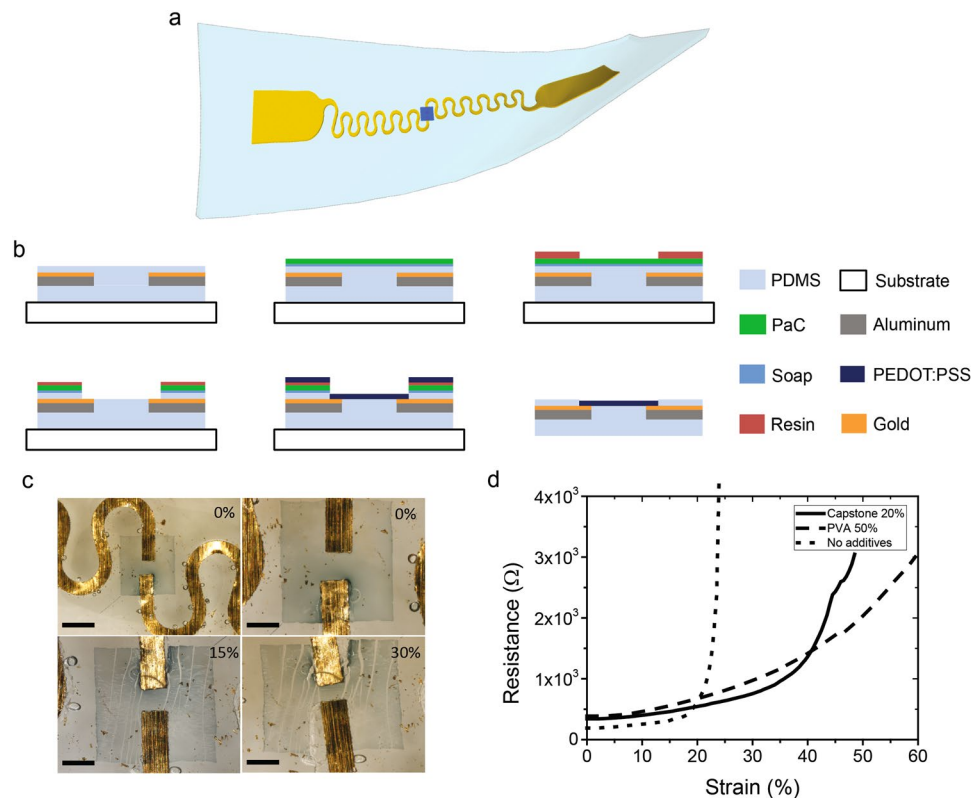 a
b
PDMS
Substrate
PaC
Aluminum
Soap
PEDOT:PSS
Resin
Gold
c
0%
0%
15%
30%
d
4x10³
3x10³
2x10³
1x10³
0
Resistance (Ω)
Capstone 20%
PVA 50%
No additives
0 10 20 30 40 50 60
Strain (%)